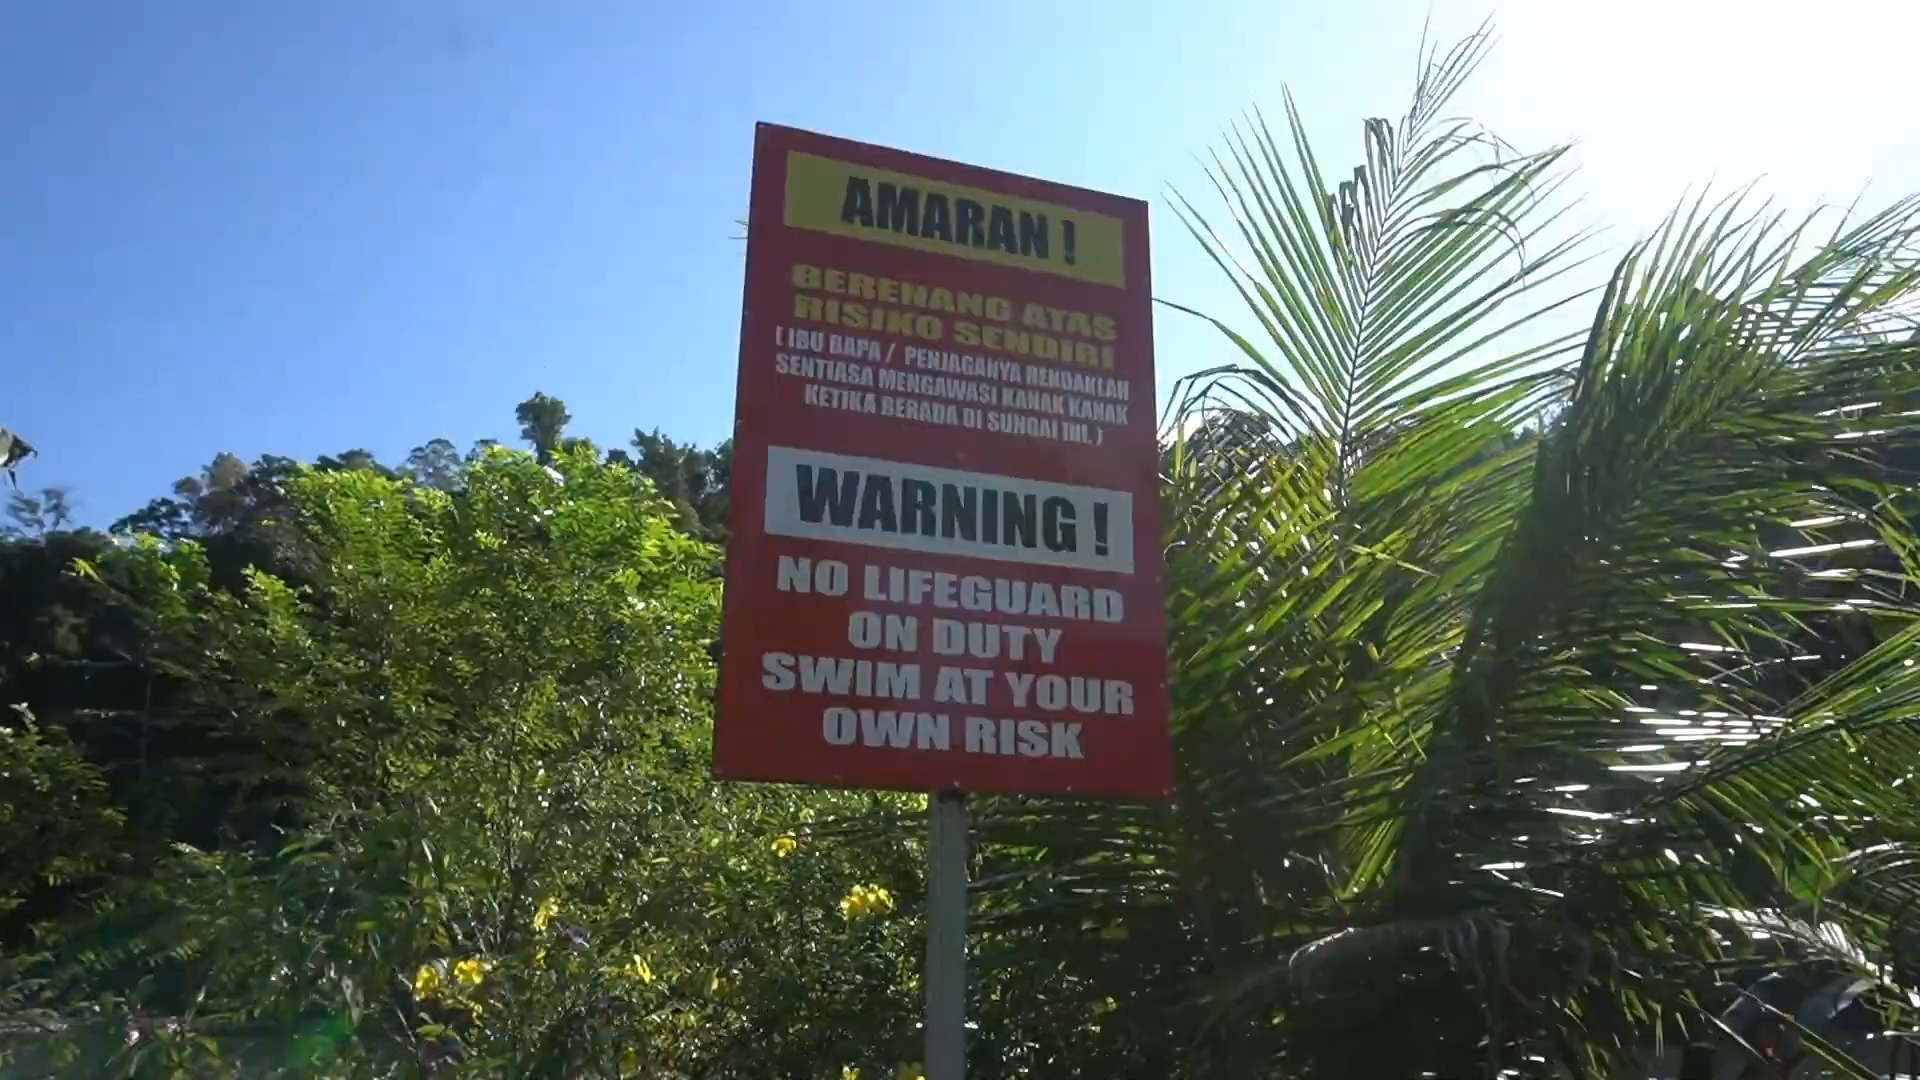 AMARAN !
BERENANG ATAS
RISIKO SENDIRI
( IBU BAPA / PENJAGANYA HENDAKLAH
SENTIASA MENGAWASI KANAK KANAK
KETIKA BERADA DI SUNGAI INI. )
WARNING !
NO LIFEGUARD
ON DUTY
SWIM AT YOUR
OWN RISK